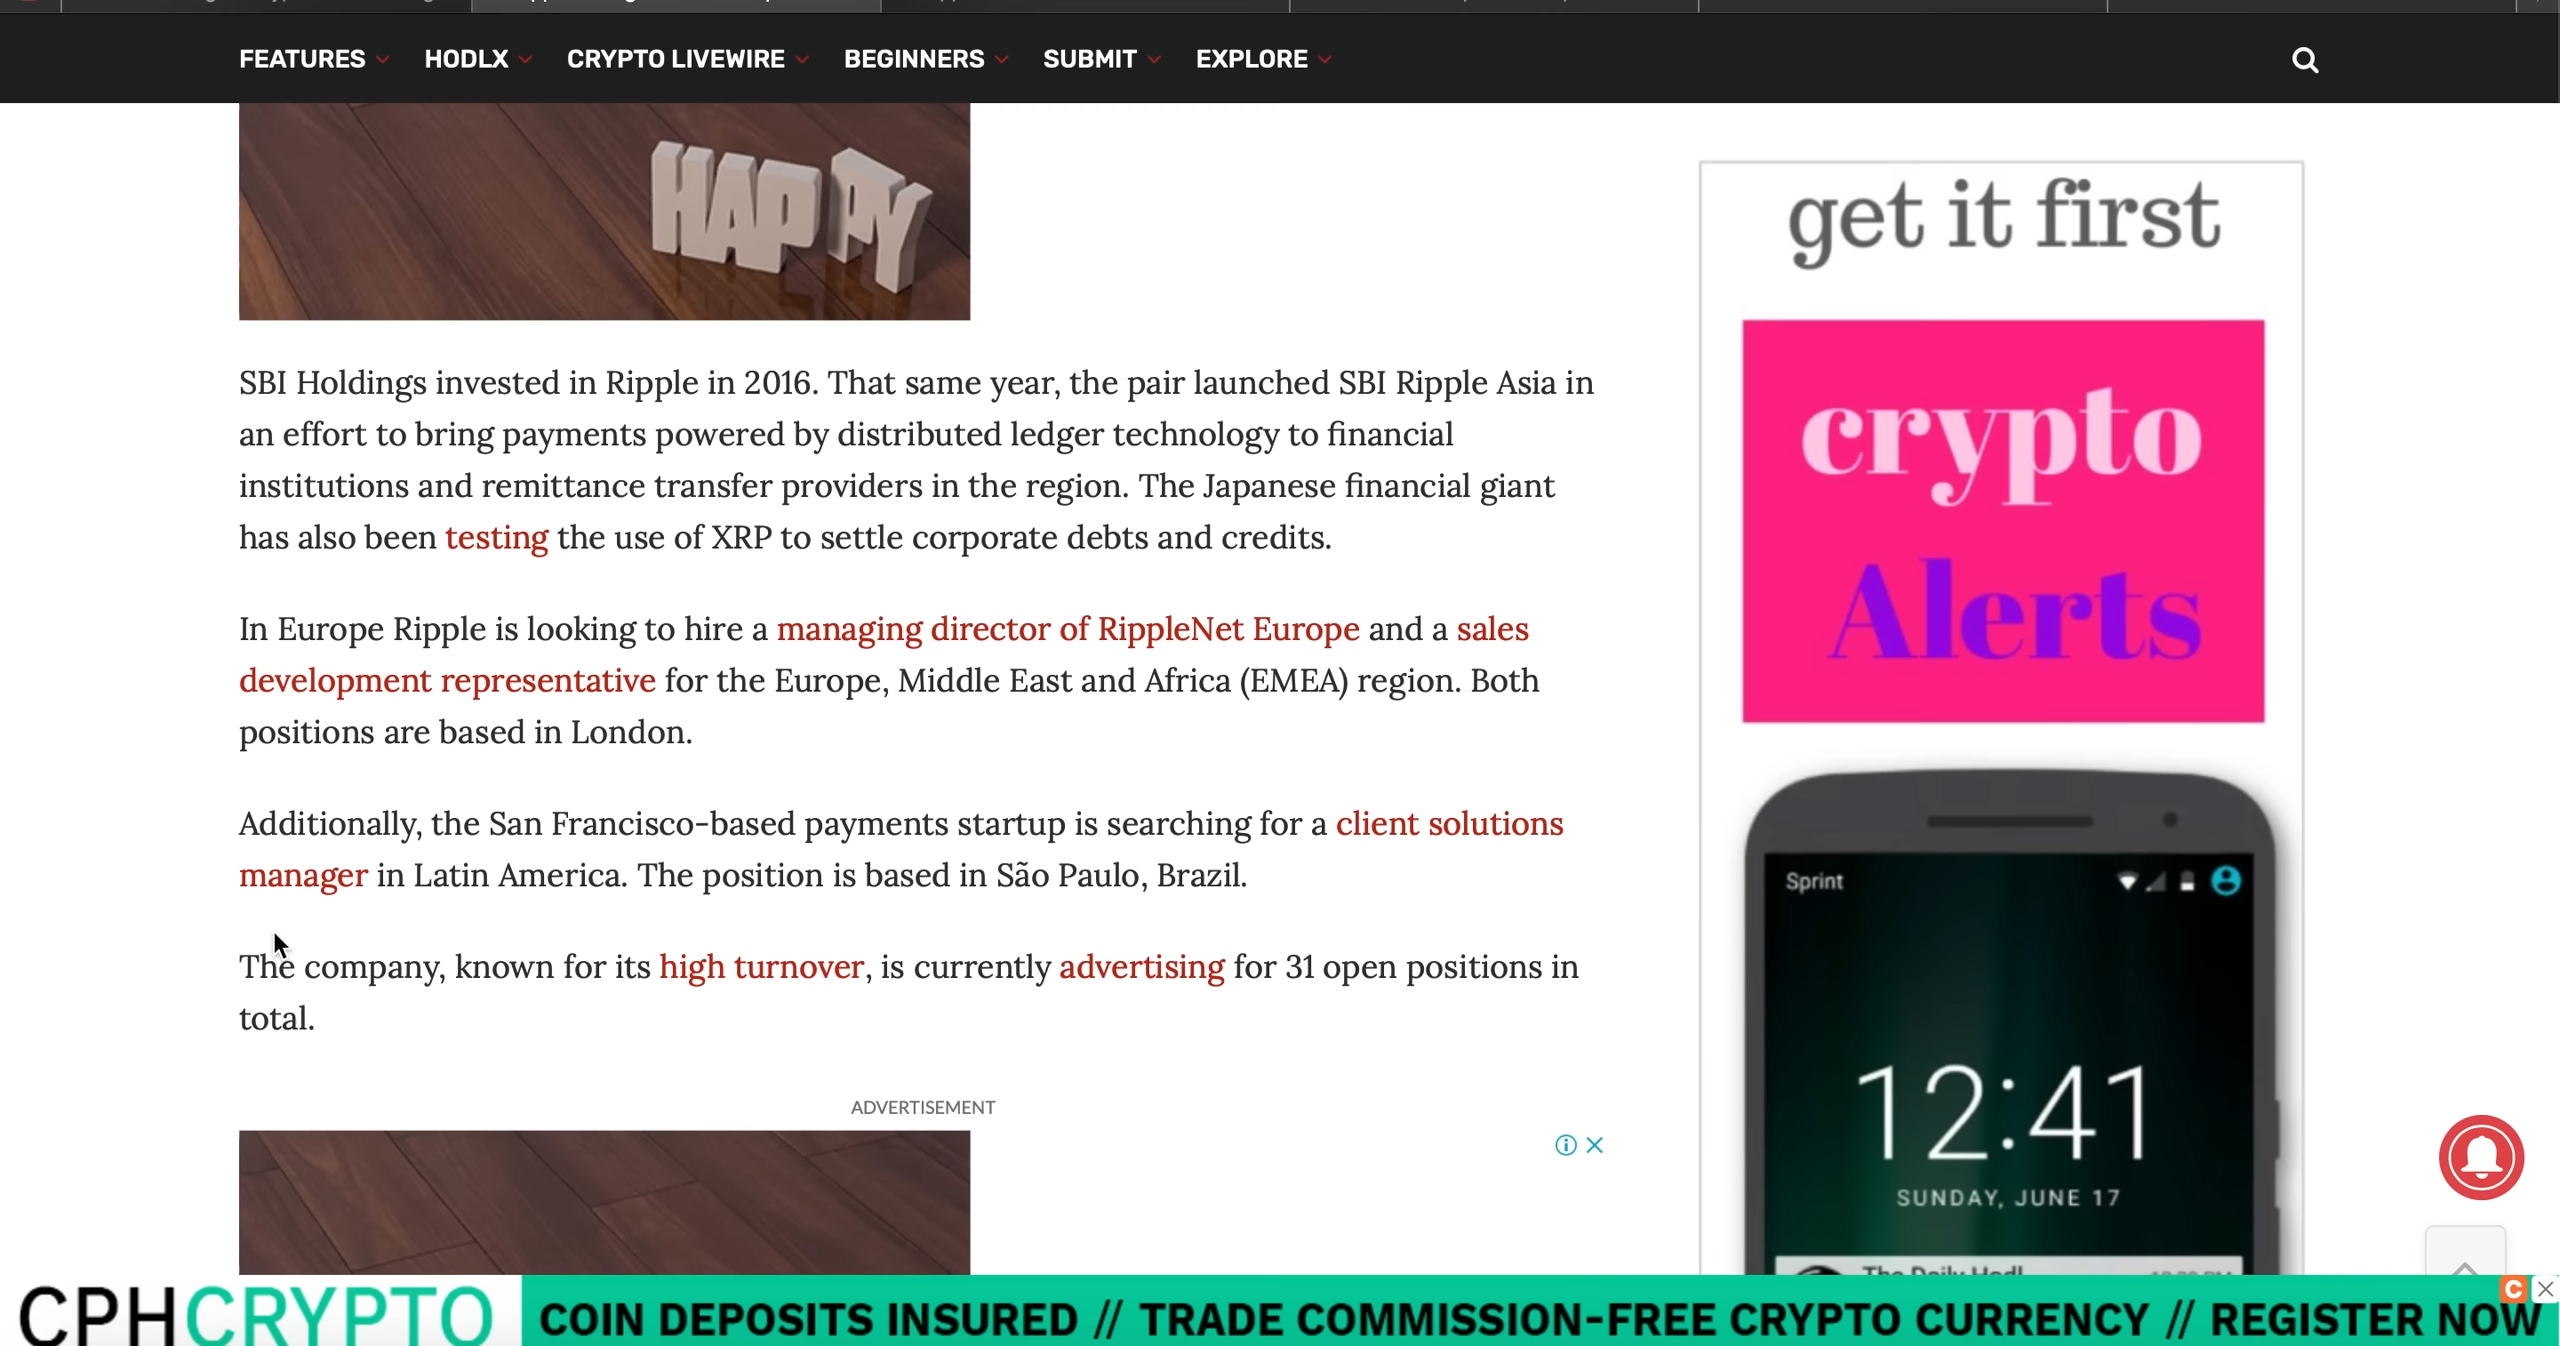 FEATURES HODLX CRYPTO LIVEWIRE BEGINNERS SUBMIT EXPLORE
HAPPY
SBI Holdings invested in Ripple in 2016. That same year, the pair launched SBI Ripple Asia in
an effort to bring payments powered by distributed ledger technology to financial
institutions and remittance transfer providers in the region. The Japanese financial giant
has also been testing the use of XRP to settle corporate debts and credits.
In Europe Ripple is looking to hire a managing director of RippleNet Europe and a sales
development representative for the Europe, Middle East and Africa (EMEA) region. Both
positions are based in London.
Additionally, the San Francisco-based payments startup is searching for a client solutions
manager in Latin America. The position is based in São Paulo, Brazil.
The company, known for its high turnover, is currently advertising for 31 open positions in
total.
ADVERTISEMENT
get it first
crypto
Alerts
Sprint
12:41
SUNDAY, JUNE 17
The Daily Hodl
CPHCRYPTO COIN DEPOSITS INSURED // TRADE COMMISSION-FREE CRYPTO CURRENCY // REGISTER NOW
C